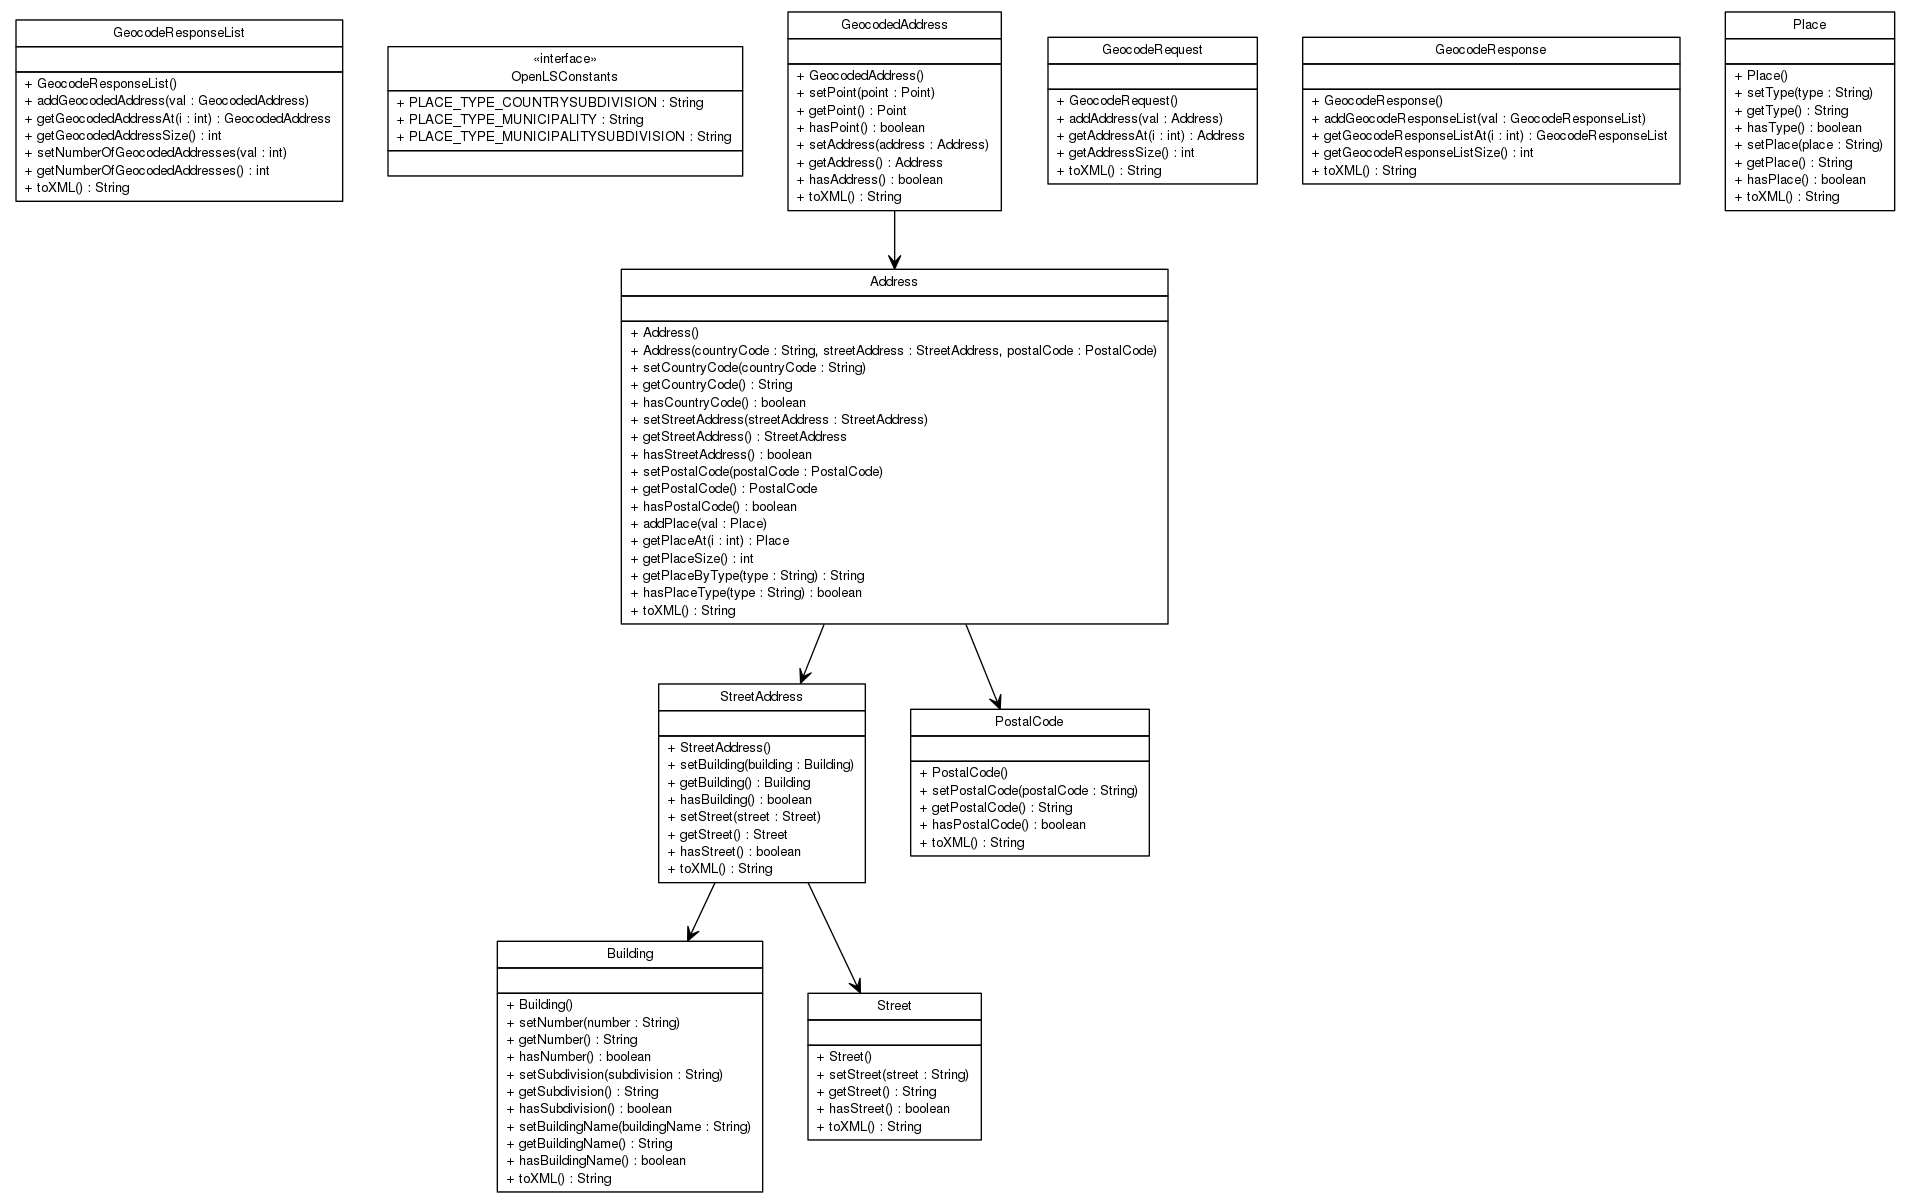 GeocodeResponseList
+ GeocodeResponseList()
+ addGeocodedAddress(val : GeocodedAddress)
+ getGeocodedAddressAt(i : int) : GeocodedAddress
+ getGeocodedAddressSize() : int
+ setNumberOfGeocodedAddresses(val : int)
+ getNumberOfGeocodedAddresses() : int
+ toXML() : String
«interface»
OpenLSConstants
+ PLACE_TYPE_COUNTRYSUBDIVISION : String
+ PLACE_TYPE_MUNICIPALITY : String
+ PLACE_TYPE_MUNICIPALITYSUBDIVISION : String
GeocodedAddress
+ GeocodedAddress()
+ setPoint(point : Point)
+ getPoint() : Point
+ hasPoint() : boolean
+ setAddress(address : Address)
+ getAddress() : Address
+ hasAddress() : boolean
+ toXML() : String
GeocodeRequest
+ GeocodeRequest()
+ addAddress(val : Address)
+ getAddressAt(i : int) : Address
+ getAddressSize() : int
+ toXML() : String
GeocodeResponse
+ GeocodeResponse()
+ addGeocodeResponseList(val : GeocodeResponseList)
+ getGeocodeResponseListAt(i : int) : GeocodeResponseList
+ getGeocodeResponseListSize() : int
+ toXML() : String
Place
+ Place()
+ setType(type : String)
+ getType() : String
+ hasType() : boolean
+ setPlace(place : String)
+ getPlace() : String
+ hasPlace() : boolean
+ toXML() : String
Address
+ Address()
+ Address(countryCode : String, streetAddress : StreetAddress, postalCode : PostalCode)
+ setCountryCode(countryCode : String)
+ getCountryCode() : String
+ hasCountryCode() : boolean
+ setStreetAddress(streetAddress : StreetAddress)
+ getStreetAddress() : StreetAddress
+ hasStreetAddress() : boolean
+ setPostalCode(postalCode : PostalCode)
+ getPostalCode() : PostalCode
+ hasPostalCode() : boolean
+ addPlace(val : Place)
+ getPlaceAt(i : int) : Place
+ getPlaceSize() : int
+ getPlaceByType(type : String) : String
+ hasPlaceType(type : String) : boolean
+ toXML() : String
StreetAddress
+ StreetAddress()
+ setBuilding(building : Building)
+ getBuilding() : Building
+ hasBuilding() : boolean
+ setStreet(street : Street)
+ getStreet() : Street
+ hasStreet() : boolean
+ toXML() : String
PostalCode
+ PostalCode()
+ setPostalCode(postalCode : String)
+ getPostalCode() : String
+ hasPostalCode() : boolean
+ toXML() : String
Building
+ Building()
+ setNumber(number : String)
+ getNumber() : String
+ hasNumber() : boolean
+ setSubdivision(subdivision : String)
+ getSubdivision() : String
+ hasSubdivision() : boolean
+ setBuildingName(buildingName : String)
+ getBuildingName() : String
+ hasBuildingName() : boolean
+ toXML() : String
Street
+ Street()
+ setStreet(street : String)
+ getStreet() : String
+ hasStreet() : boolean
+ toXML() : String